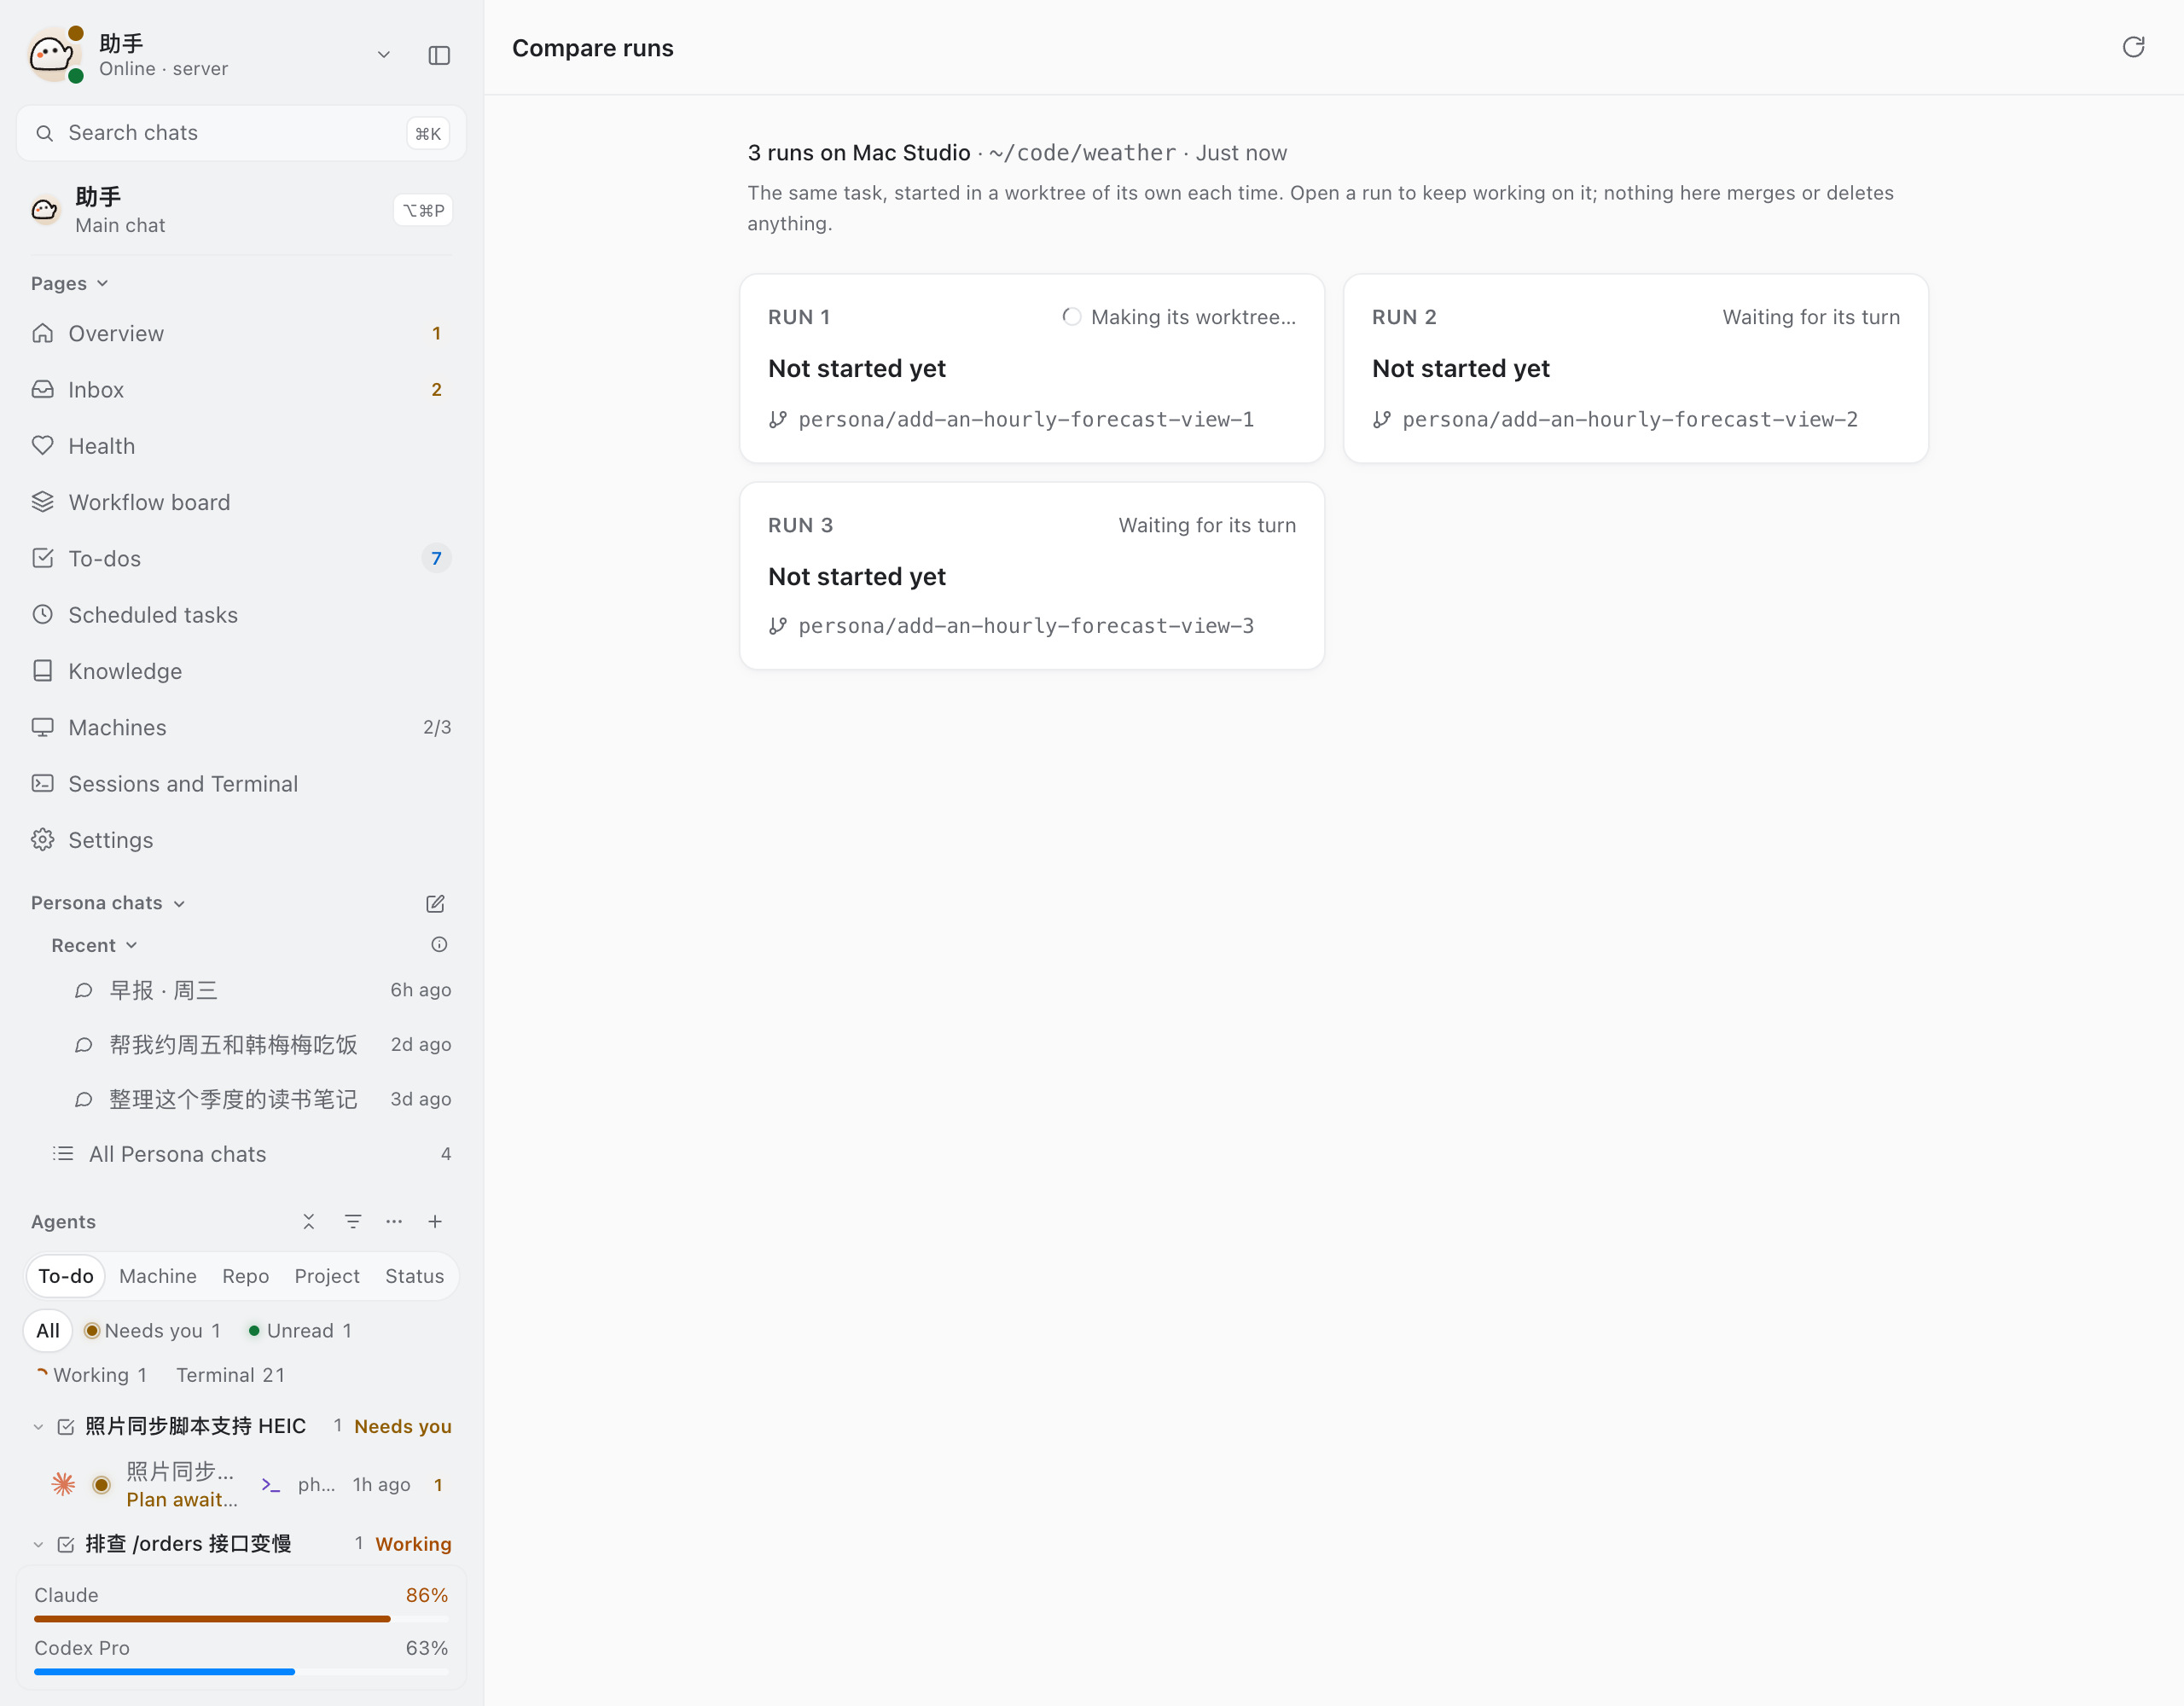 助手
Online · server
Search chats
⌘K
助手
Main chat
⌥⌘P
Pages
Overview 1
Inbox 2
Health
Workflow board
To-dos 7
Scheduled tasks
Knowledge
Machines 2/3
Sessions and Terminal
Settings
Persona chats
Recent
早报 · 周三 6h ago
帮我约周五和韩梅梅吃饭 2d ago
整理这个季度的读书笔记 3d ago
All Persona chats 4
Agents
To-do Machine Repo Project Status
All Needs you 1 Unread 1
Working 1 Terminal 21
照片同步脚本支持 HEIC 1 Needs you
照片同步... ph... 1h ago 1
Plan await...
排查 /orders 接口变慢 1 Working
Claude 86%
Codex Pro 63%
Compare runs
3 runs on Mac Studio · ~/code/weather · Just now
The same task, started in a worktree of its own each time. Open a run to keep working on it; nothing here merges or deletes
anything.
RUN 1 Making its worktree...
Not started yet
persona/add-an-hourly-forecast-view-1
RUN 2 Waiting for its turn
Not started yet
persona/add-an-hourly-forecast-view-2
RUN 3 Waiting for its turn
Not started yet
persona/add-an-hourly-forecast-view-3